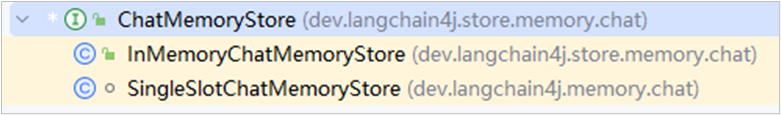 ChatMemoryStore (dev.langchain4j.store.memory.chat)
InMemoryChatMemoryStore (dev.langchain4j.store.memory.chat)
SingleSlotChatMemoryStore (dev.langchain4j.memory.chat)